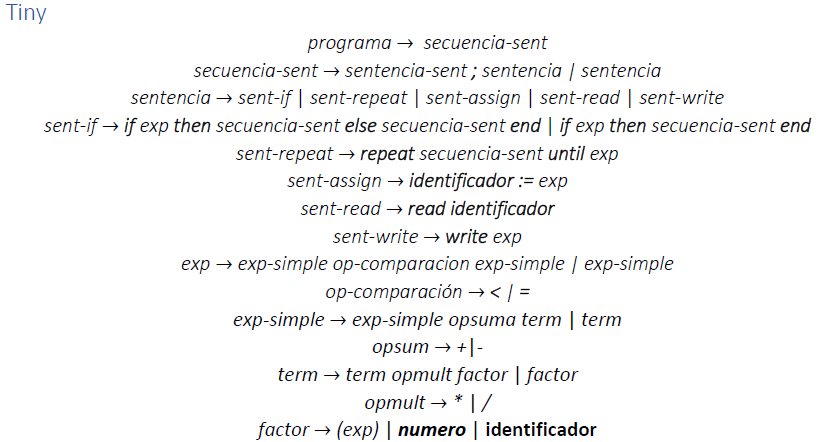 Tiny
programa → secuencia-sent
secuencia-sent → sentencia-sent ; sentencia | sentencia
sentencia → sent-if | sent-repeat | sent-assign | sent-read | sent-write
sent-if → if exp then secuencia-sent else secuencia-sent end | if exp then secuencia-sent end
sent-repeat → repeat secuencia-sent until exp
sent-assign → identificador := exp
sent-read → read identificador
sent-write → write exp
exp → exp-simple op-comparacion exp-simple | exp-simple
op-comparación → < | =
exp-simple → exp-simple opsuma term | term
opsum → +|-
term → term opmult factor | factor
opmult → * | /
factor → (exp) | numero | identificador